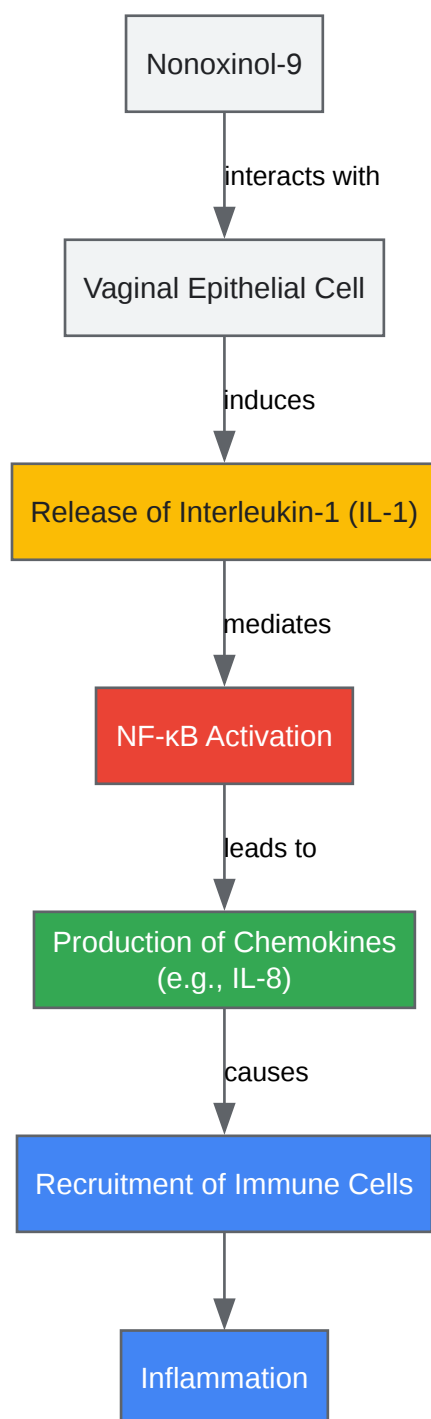 Nonoxinol-9
interacts with
Vaginal Epithelial Cell
induces
Release of Interleukin-1 (IL-1)
mediates
NF-κB Activation
leads to
Production of Chemokines
(e.g., IL-8)
causes
Recruitment of Immune Cells
Inflammation